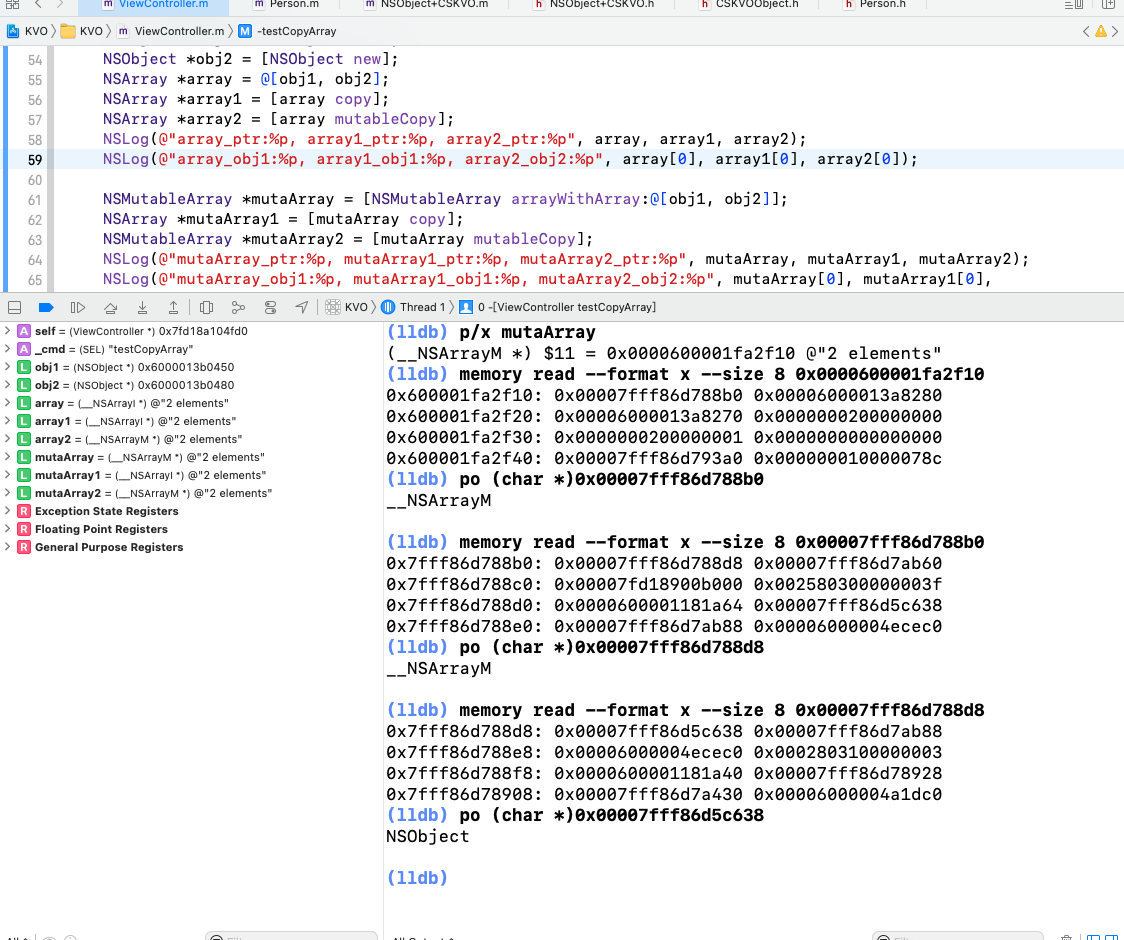 ViewController.m
Person.m
NSObject+CSKVO.m
NSObject+CSKVO.h
CSKVOObject.h
Person.h
KVO
KVO
ViewController.m
-testCopyArray
54 NSObject *obj2 = [NSObject new];
55 NSArray *array = @[obj1, obj2];
56 NSArray *array1 = [array copy];
57 NSArray *array2 = [array mutableCopy];
58 NSLog(@"array_ptr:%p, array1_ptr:%p, array2_ptr:%p", array, array1, array2);
59 NSLog(@"array_obj1:%p, array1_obj1:%p, array2_obj2:%p", array[0], array1[0], array2[0]);
60
61 NSMutableArray *mutaArray = [NSMutableArray arrayWithArray:@[obj1, obj2]];
62 NSArray *mutaArray1 = [mutaArray copy];
63 NSMutableArray *mutaArray2 = [mutaArray mutableCopy];
64 NSLog(@"mutaArray_ptr:%p, mutaArray1_ptr:%p, mutaArray2_ptr:%p", mutaArray, mutaArray1, mutaArray2);
65 NSLog(@"mutaArray_obj1:%p, mutaArray1_obj1:%p, mutaArray2_obj2:%p", mutaArray[0], mutaArray1[0],
KVO
Thread 1
0 -[ViewController testCopyArray]
A self = (ViewController *) 0x7fd18a104fd0
A _cmd = (SEL) "testCopyArray"
L obj1 = (NSObject *) 0x6000013b0450
L obj2 = (NSObject *) 0x6000013b0480
L array = (__NSArrayI *) @"2 elements"
L array1 = (__NSArrayI *) @"2 elements"
L array2 = (__NSArrayM *) @"2 elements"
L mutaArray = (__NSArrayM *) @"2 elements"
L mutaArray1 = (__NSArrayI *) @"2 elements"
L mutaArray2 = (__NSArrayM *) @"2 elements"
R Exception State Registers
R Floating Point Registers
R General Purpose Registers
(lldb) p/x mutaArray
(__NSArrayM *) $11 = 0x0000600001fa2f10 @"2 elements"
(lldb) memory read --format x --size 8 0x0000600001fa2f10
0x600001fa2f10: 0x00007fff86d788b0 0x00006000013a8280
0x600001fa2f20: 0x00006000013a8270 0x0000000200000000
0x600001fa2f30: 0x0000000200000001 0x0000000000000000
0x600001fa2f40: 0x00007fff86d793a0 0x000000010000078c
(lldb) po (char *)0x00007fff86d788b0
__NSArrayM
(lldb) memory read --format x --size 8 0x00007fff86d788b0
0x7fff86d788b0: 0x00007fff86d788d8 0x00007fff86d7ab60
0x7fff86d788c0: 0x00007fd18900b000 0x002580300000003f
0x7fff86d788d0: 0x0000600001181a64 0x00007fff86d5c638
0x7fff86d788e0: 0x00007fff86d7ab88 0x00006000004ecec0
(lldb) po (char *)0x00007fff86d788d8
__NSArrayM
(lldb) memory read --format x --size 8 0x00007fff86d788d8
0x7fff86d788d8: 0x00007fff86d5c638 0x00007fff86d7ab88
0x7fff86d788e8: 0x00006000004ecec0 0x0002803100000003
0x7fff86d788f8: 0x0000600001181a40 0x00007fff86d78928
0x7fff86d78908: 0x00007fff86d7a430 0x00006000004a1dc0
(lldb) po (char *)0x00007fff86d5c638
NSObject
(lldb)